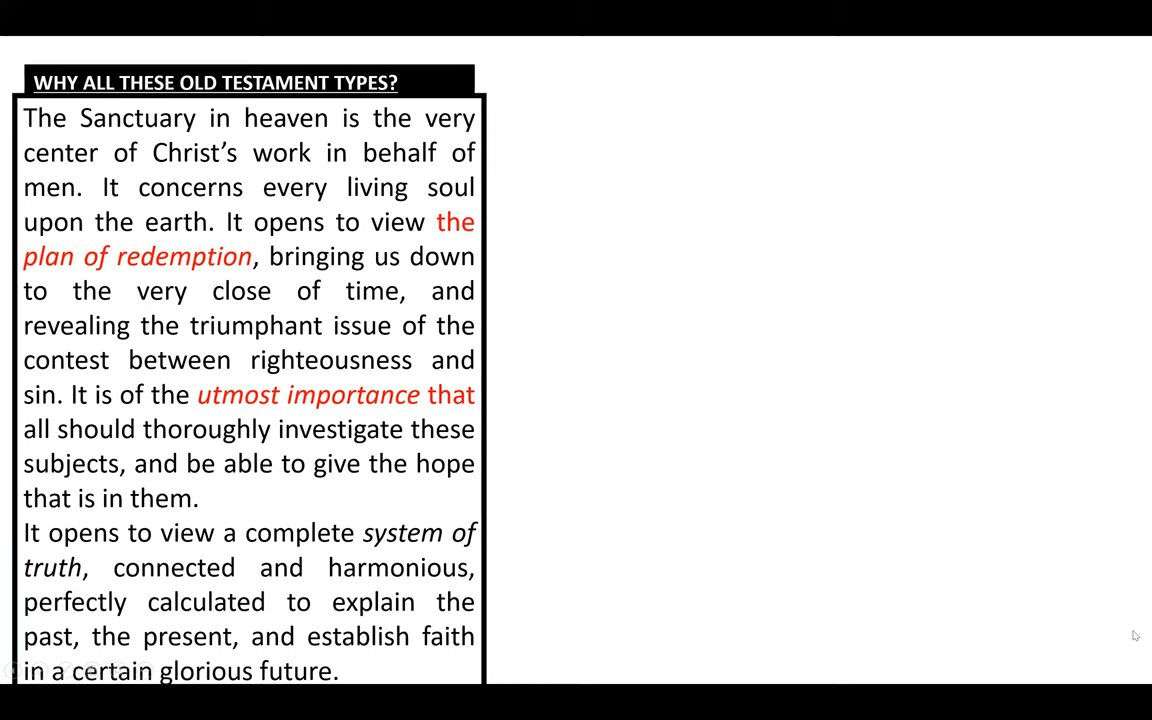 WHY ALL THESE OLD TESTAMENT TYPES?
The Sanctuary in heaven is the very
center of Christ’s work in behalf of
men. It concerns every living soul
upon the earth. It opens to view the
plan of redemption, bringing us down
to the very close of time, and
revealing the triumphant issue of the
contest between righteousness and
sin. It is of the utmost importance that
all should thoroughly investigate these
subjects, and be able to give the hope
that is in them.
It opens to view a complete system of
truth, connected and harmonious,
perfectly calculated to explain the
past, the present, and establish faith
in a certain glorious future.